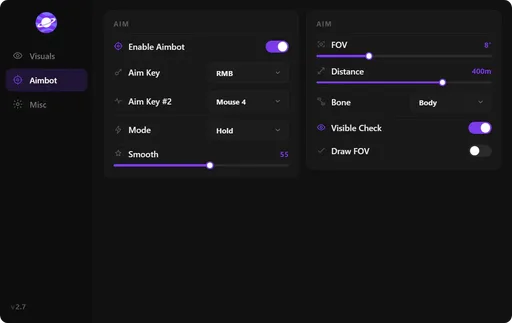 Visuals
Aimbot
Misc
v 2.7
AIM
Enable Aimbot
Aim Key RMB
Aim Key #2 Mouse 4
Mode Hold
Smooth 55
AIM
FOV 8°
Distance 400m
Bone Body
Visible Check
Draw FOV